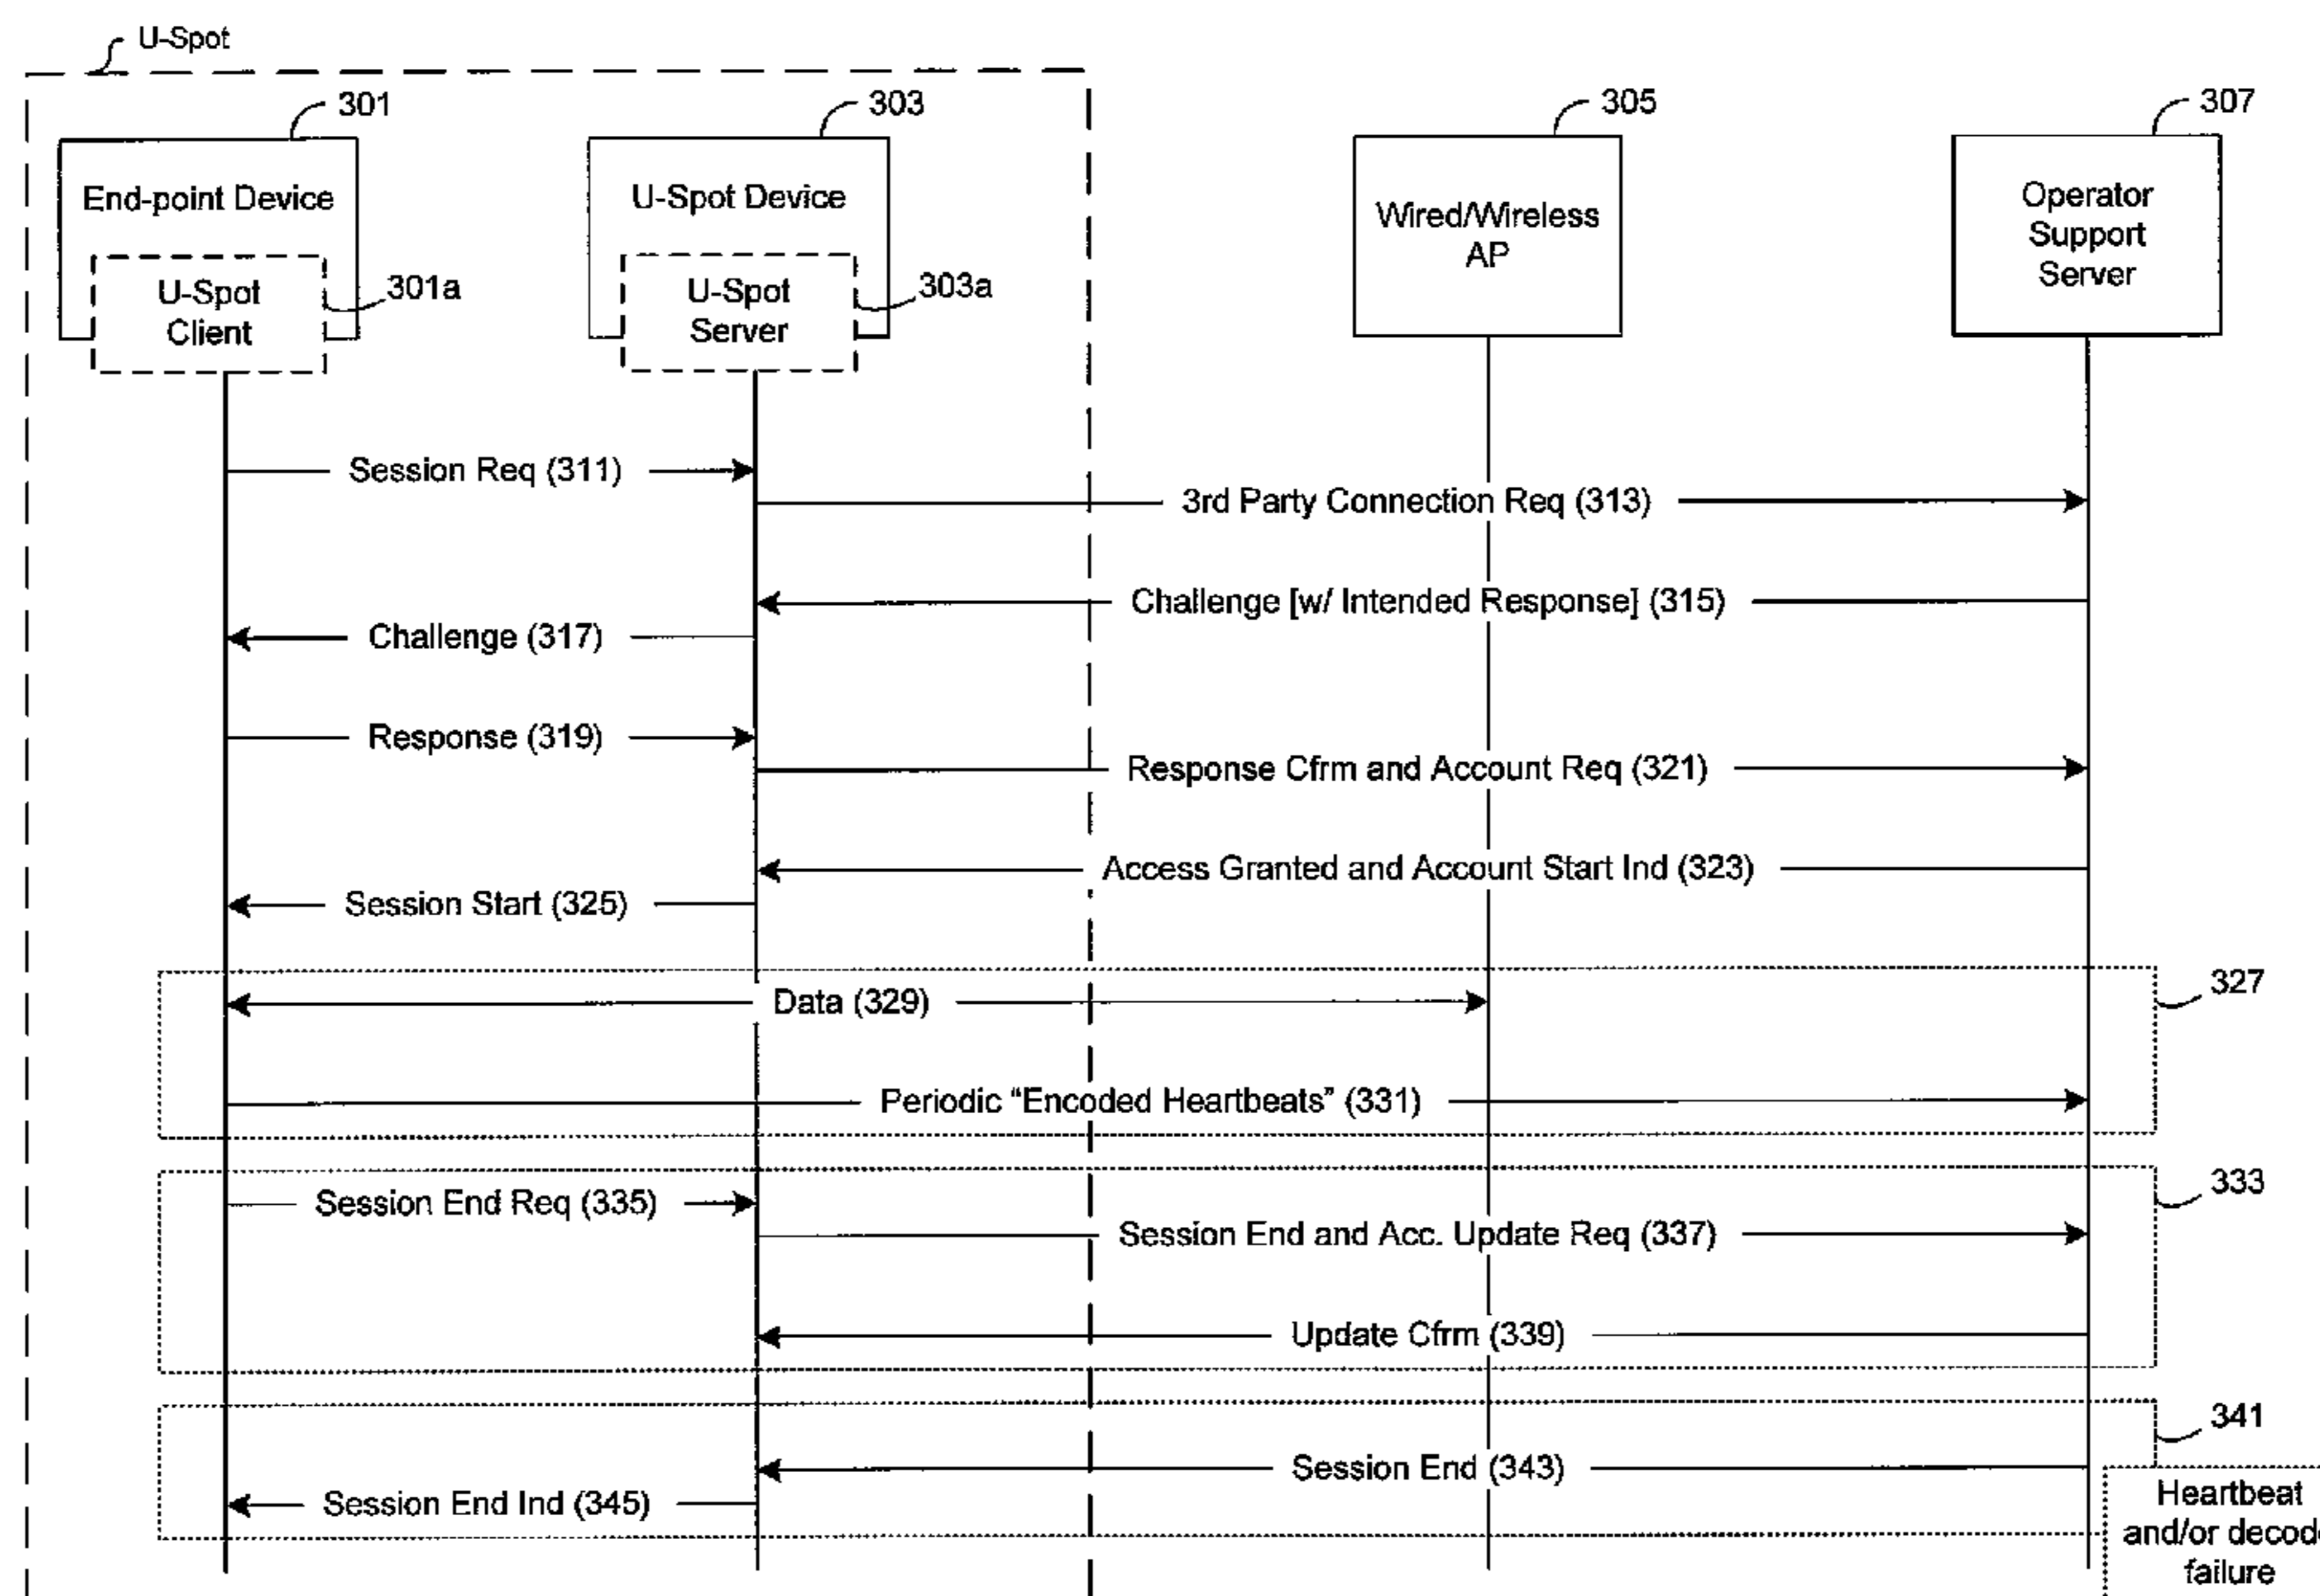 U-Spot
301
303
305
307
End-point Device
U-Spot Device
Wired/Wireless
AP
Operator
Support
Server
U-Spot
Client
301a
U-Spot
Server
303a
Session Req (311)
3rd Party Connection Req (313)
Challenge [w/ Intended Response] (315)
Challenge (317)
Response (319)
Response Cfrm and Account Req (321)
Access Granted and Account Start Ind (323)
Session Start (325)
327
Data (329)
Periodic “Encoded Heartbeats” (331)
333
Session End Req (335)
Session End and Acc. Update Req (337)
Update Cfrm (339)
341
Session End (343)
Session End Ind (345)
Heartbeat
and/or decod
failure